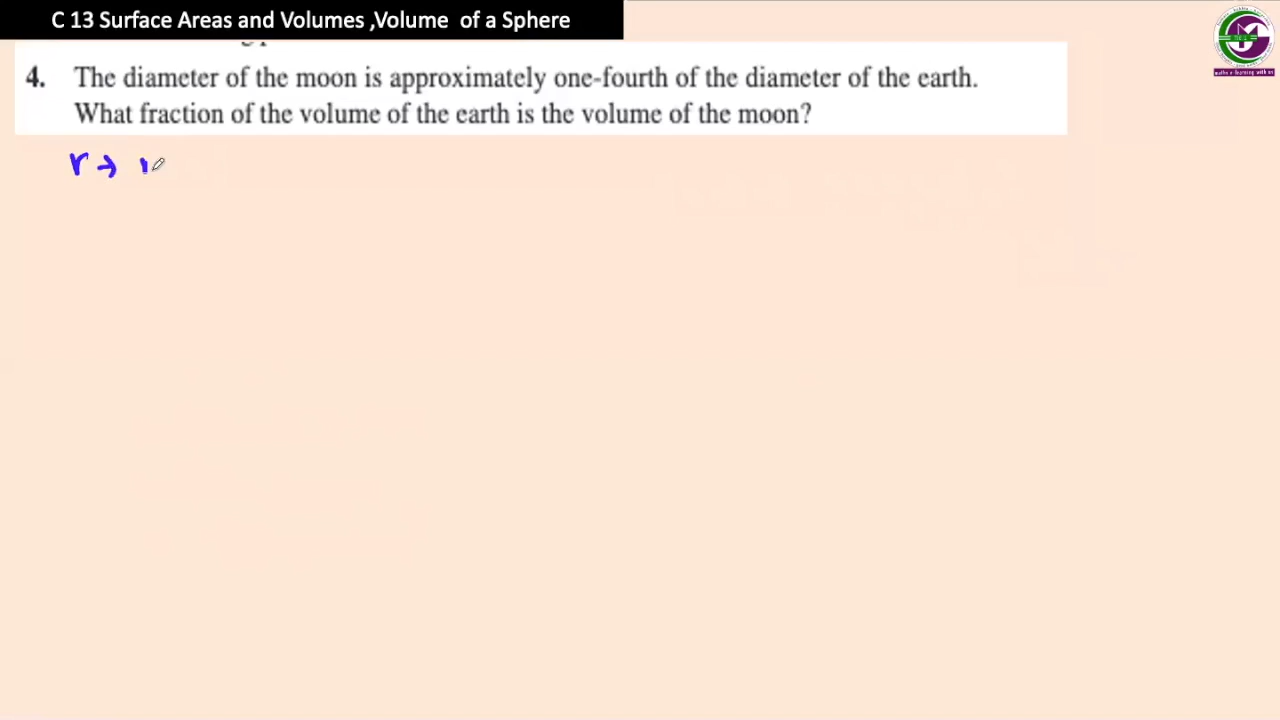 C 13 Surface Areas and Volumes ,Volume of a Sphere
4. The diameter of the moon is approximately one-fourth of the diameter of the earth.
What fraction of the volume of the earth is the volume of the moon?
r →